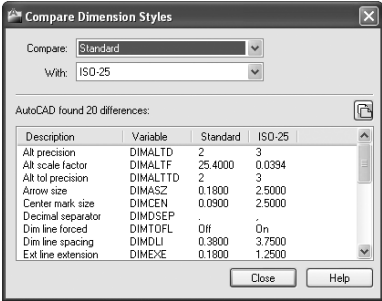 Compare Dimension Styles
Compare: Standard
With: ISO-25
AutoCAD found 20 differences:
Description Variable Standard ISO-25
Alt precision DIMALTD 2 3
Alt scale factor DIMALTF 25.4000 0.0394
Alt tol precision DIMALTTD 2 3
Arrow size DIMASZ 0.1800 2.5000
Center mark size DIMCEN 0.0900 2.5000
Decimal separator DIMDSEP . ,
Dim line forced DIMTOFL Off On
Dim line spacing DIMDLI 0.3800 3.7500
Ext line extension DIMEXE 0.1800 1.2500
Close Help